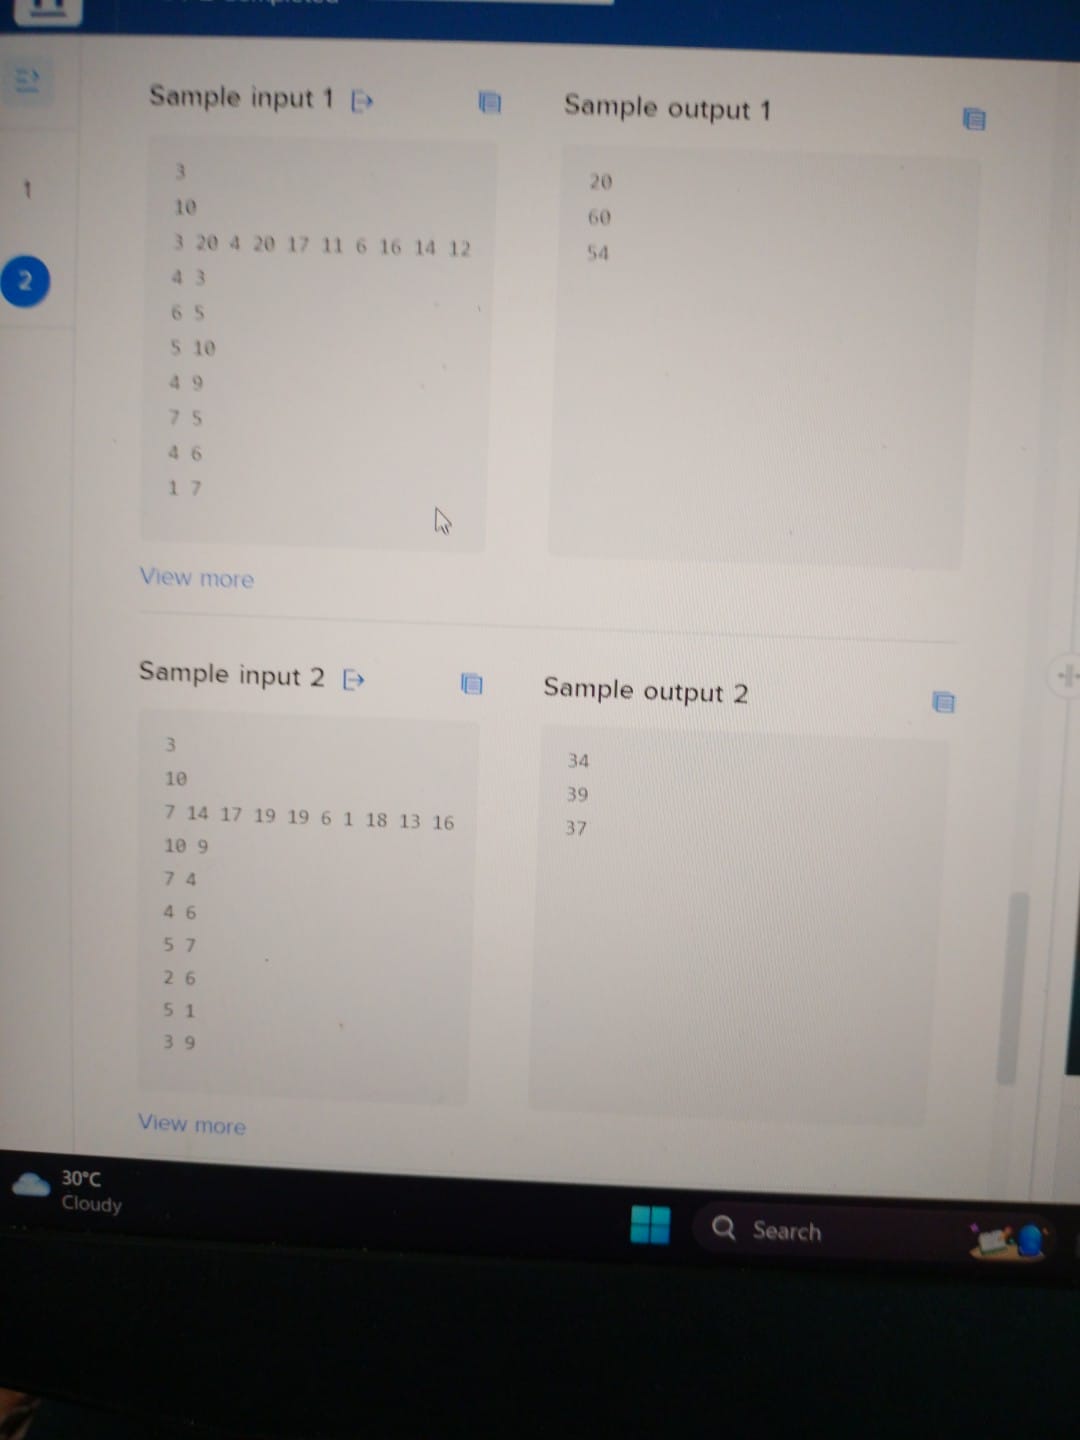 Sample input 1
Sample output 1
3
10
3 20 4 20 17 11 6 16 14 12
4 3
6 5
5 10
4 9
7 5
4 6
1 7
20
60
54
View more
1
2
Sample input 2
Sample output 2
3
10
7 14 17 19 19 6 1 18 13 16
10 9
7 4
4 6
5 7
2 6
5 1
3 9
34
39
37
View more
30°C
Cloudy
Search